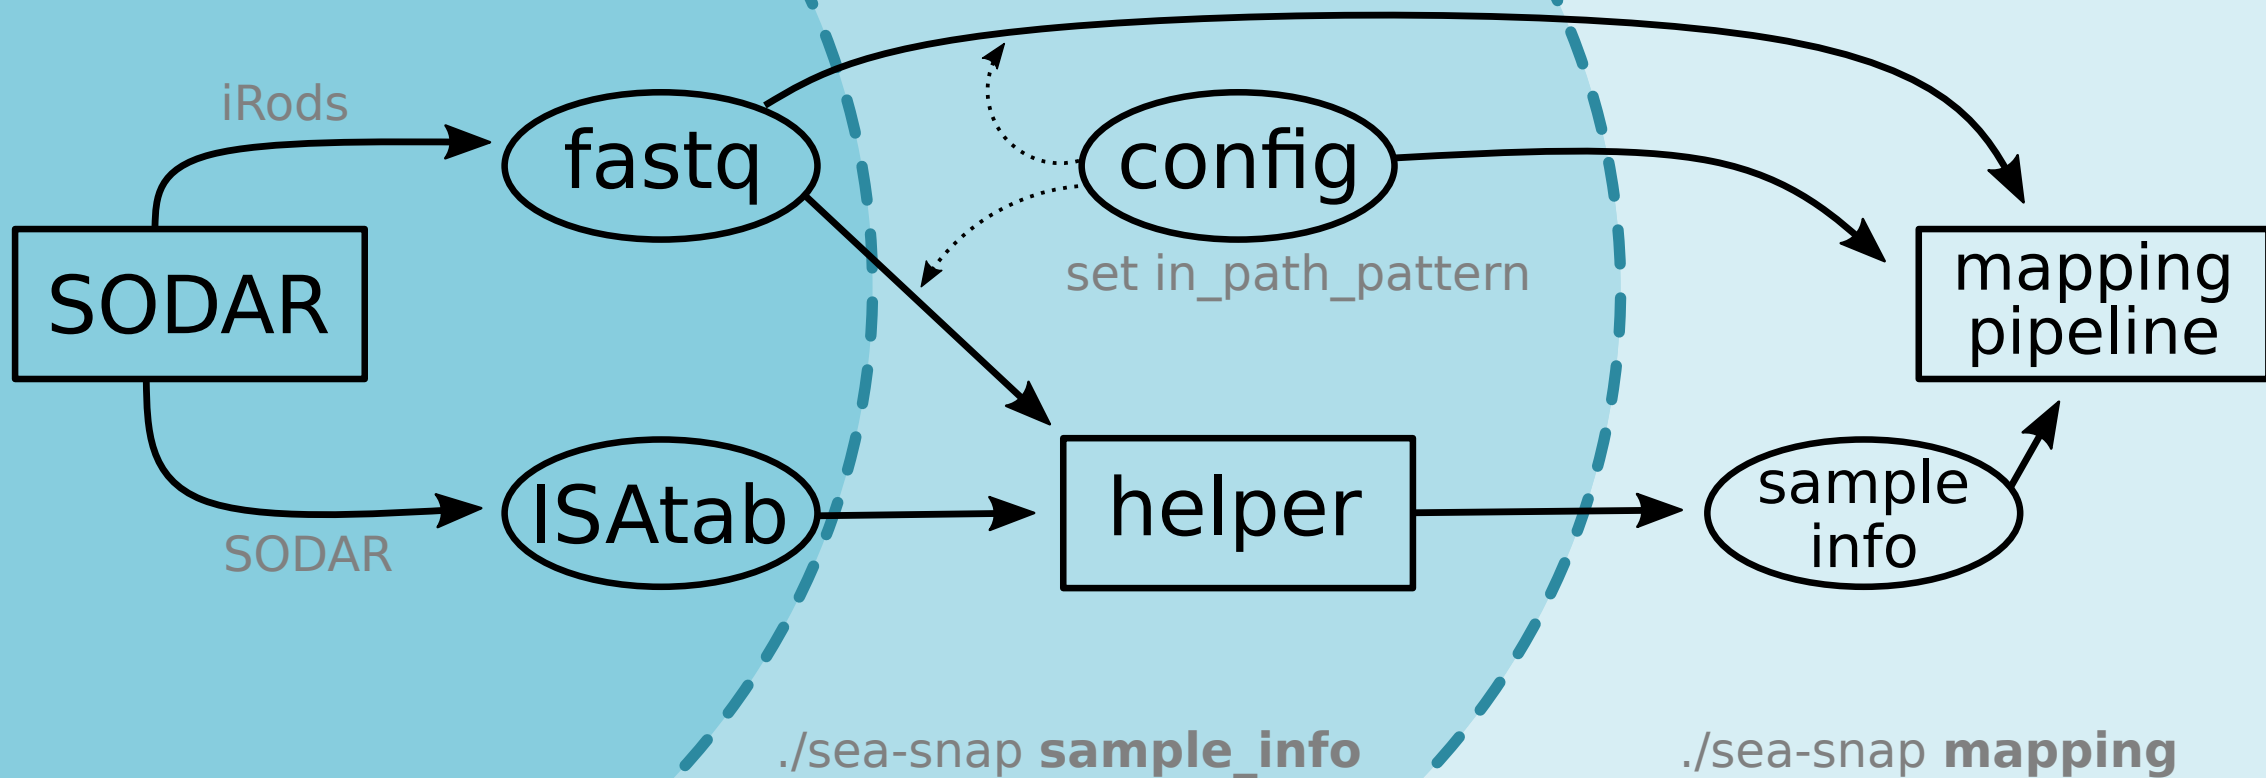 iRods
fastq
config
SODAR
set in_path_pattern
mapping
pipeline
ISAtab
helper
sample
info
SODAR
./sea-snap sample_info
./sea-snap mapping